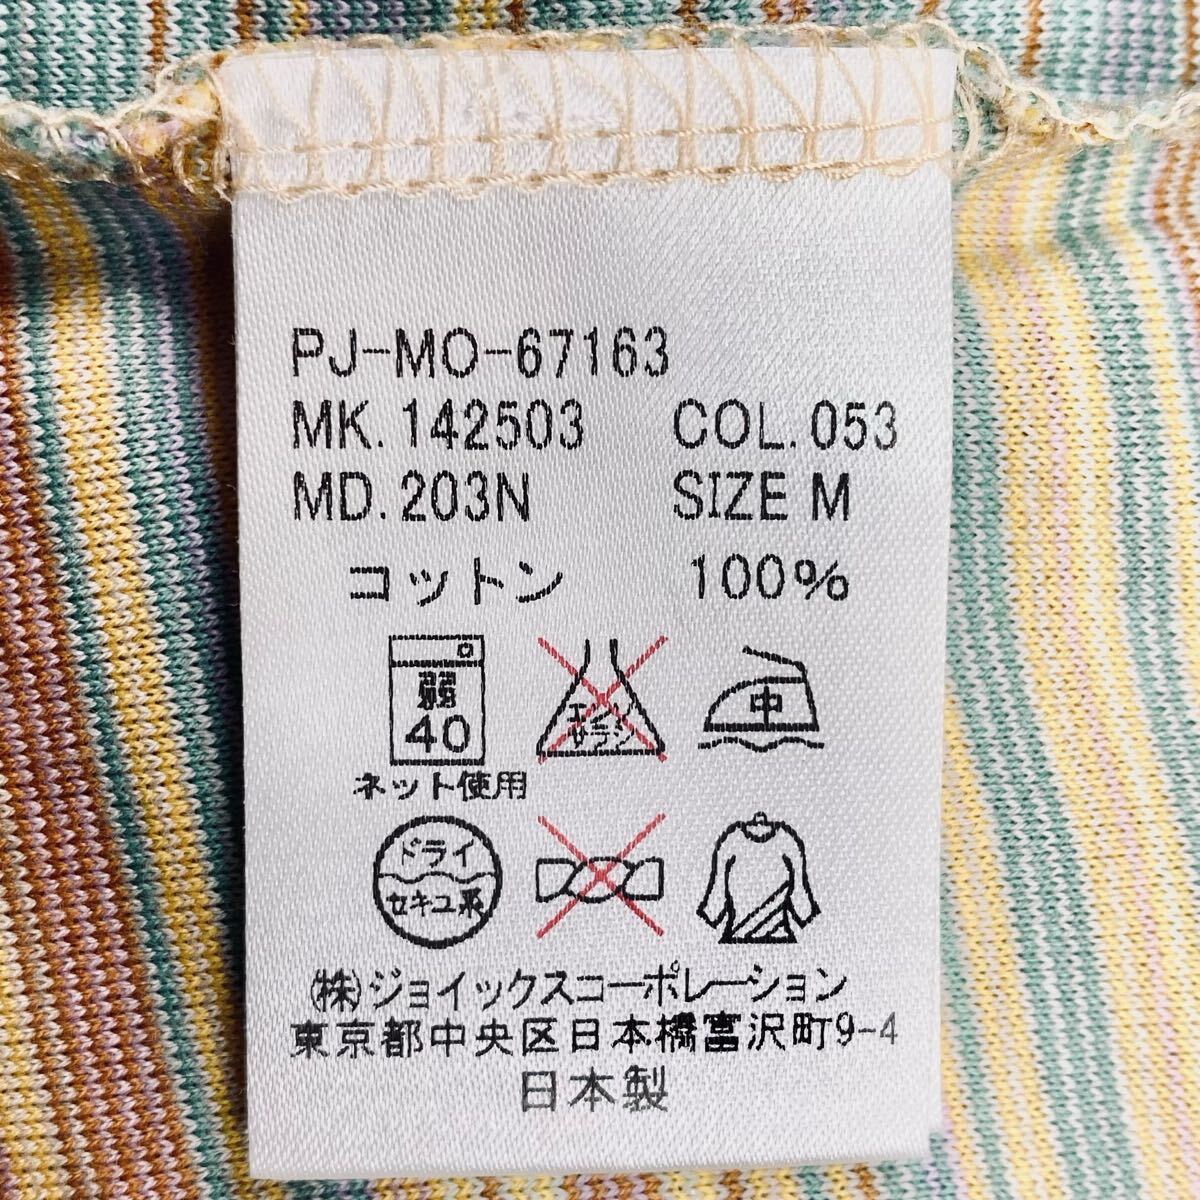 PJ-MO-67163
MK.142503 COL.053
MD.203N SIZE M
コットン 100%
弱
40
エンソ
サラシ
中
ネット使用
ドライ
セキユ系
㈱ジョイックスコーポレーション
東京都中央区日本橋富沢町9-4
日本製